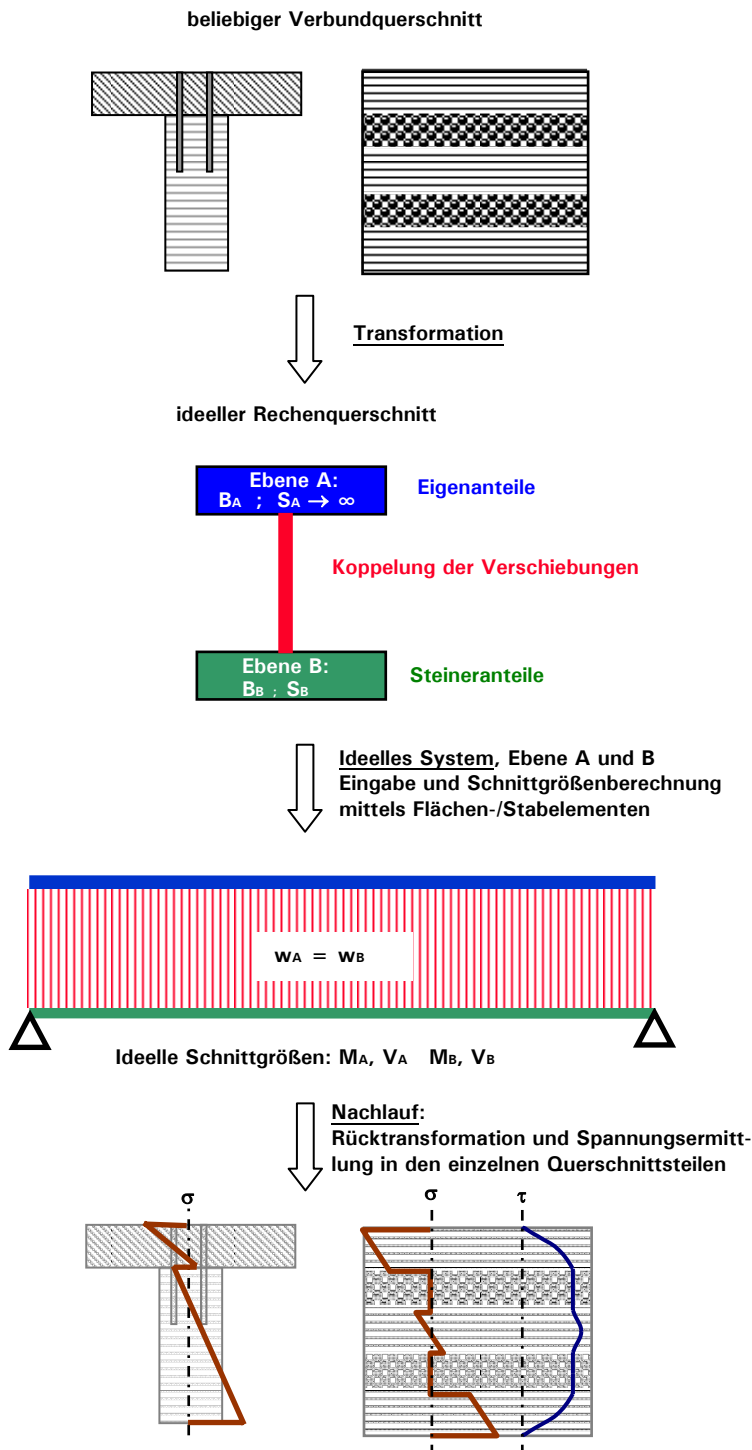 beliebiger Verbundquerschnitt
Transformation
ideeller Rechenquerschnitt
Ebene A:
BA ; SA → ∞
Eigenanteile
Koppelung der Verschiebungen
Ebene B:
BB ; SB
Steineranteile
Ideelles System, Ebene A und B
Eingabe und Schnittgrößenberechnung
mittels Flächen-/Stabelementen
wA = wB
Ideelle Schnittgrößen: MA, VA MB, VB
Nachlauf:
Rücktransformation und Spannungsermitt-
lung in den einzelnen Querschnittsteilen
σ
σ
τ